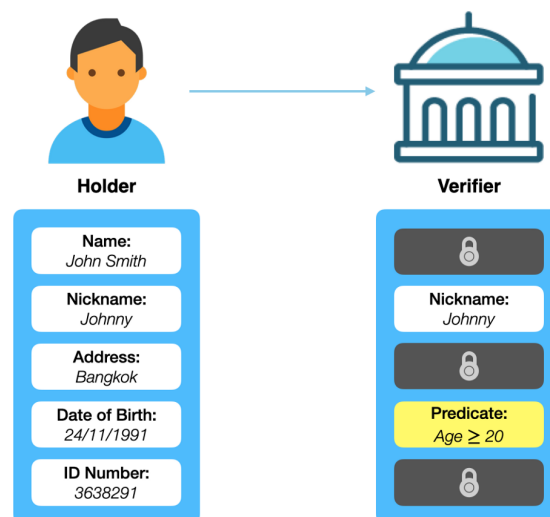 Holder
Name:
John Smith
Nickname:
Johnny
Address:
Bangkok
Date of Birth:
24/11/1991
ID Number:
3638291
Verifier
Nickname:
Johnny
Predicate:
Age ≥ 20